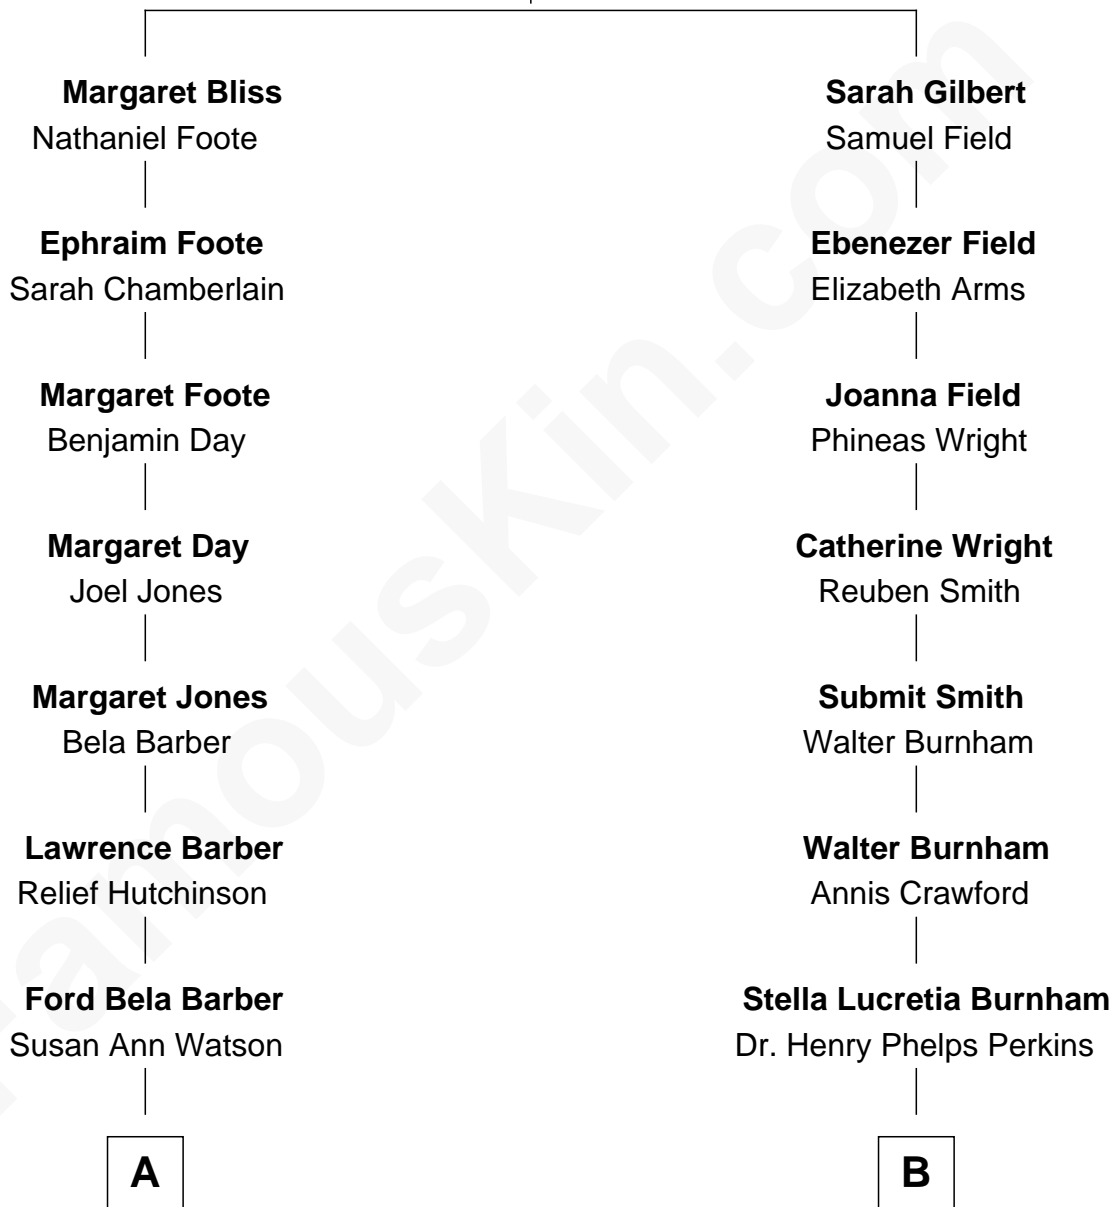 Margaret Bliss
Nathaniel Foote
Ephraim Foote
Sarah Chamberlain
Margaret Foote
Benjamin Day
Margaret Day
Joel Jones
Margaret Jones
Bela Barber
Lawrence Barber
Relief Hutchinson
Ford Bela Barber
Susan Ann Watson
A
Sarah Gilbert
Samuel Field
Ebenezer Field
Elizabeth Arms
Joanna Field
Phineas Wright
Catherine Wright
Reuben Smith
Submit Smith
Walter Burnham
Walter Burnham
Annis Crawford
Stella Lucretia Burnham
Dr. Henry Phelps Perkins
B
FamousKin.com